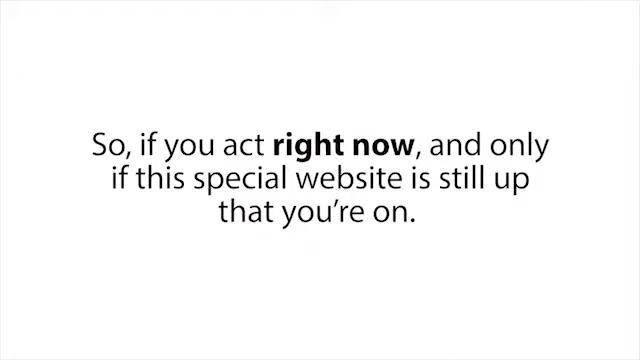 So, if you act right now, and only
if this special website is still up
that you're on.